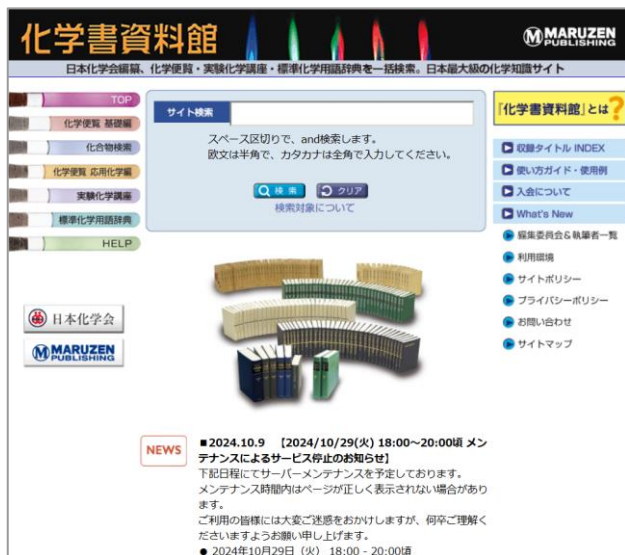 化学書資料館
MARUZEN
PUBLISHING
日本化学会編纂、化学便覧・実験化学講座・標準化学用語辞典を一括検索。日本最大級の化学知識サイト
TOP
化学便覧 基礎編
化合物検索
化学便覧 応用化学編
実験化学講座
標準化学用語辞典
HELP
日本化学会
MARUZEN
PUBLISHING
サイト検索
スペース区切りで、and検索します。
欧文は半角で、カタカナは全角で入力してください。
検 索
クリア
検索対象について
『化学書資料館』とは?
収録タイトル INDEX
使い方ガイド・使用例
入会について
What's New
編集委員会&執筆者一覧
利用環境
サイトポリシー
プライバシーポリシー
お問い合わせ
サイトマップ
NEWS
■2024.10.9 【2024/10/29(火) 18:00~20:00頃 メン
テナンスによるサービス停止のお知らせ】
下記日程にてサーバーメンテナンスを予定しております。
メンテナンス時間内はページが正しく表示されない場合があり
ます。
ご利用の皆様には大変ご迷惑をおかけしますが、何卒ご理解く
ださいますようお願い申し上げます。
● 2024年10月29日(火) 18:00 - 20:00頃